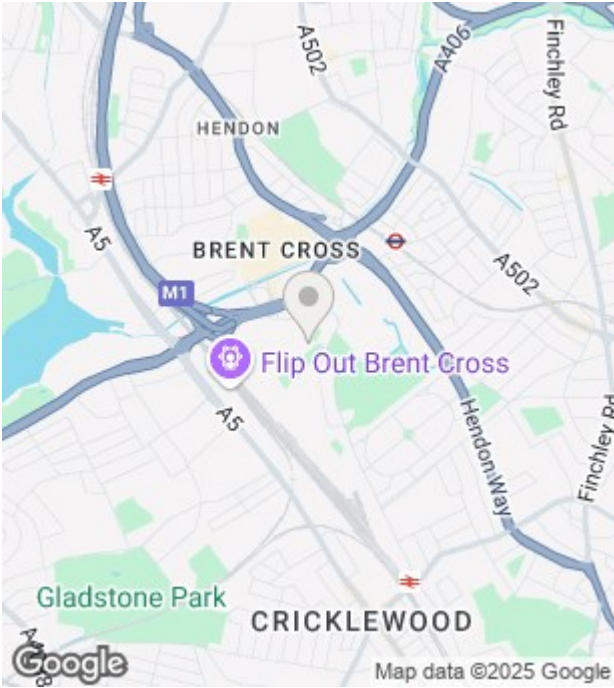 A502
A406
Finchley Rd
HENDON
A5
BRENT CROSS
A502
M1
Flip Out Brent Cross
A5
Hendon Way
Finchley Rd
Gladstone Park
CRICKLEWOOD
Google
Map data ©2025 Google